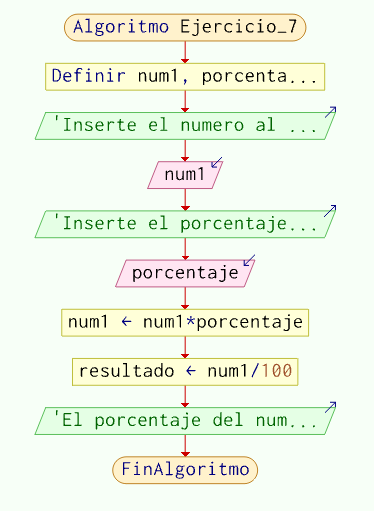 Algoritmo Ejercicio_7
Definir num1, porcenta...
'Inserte el numero al ...
num1
'Inserte el porcentaje...
porcentaje
num1 ← num1*porcentaje
resultado ← num1/100
'El porcentaje del num...
FinAlgoritmo